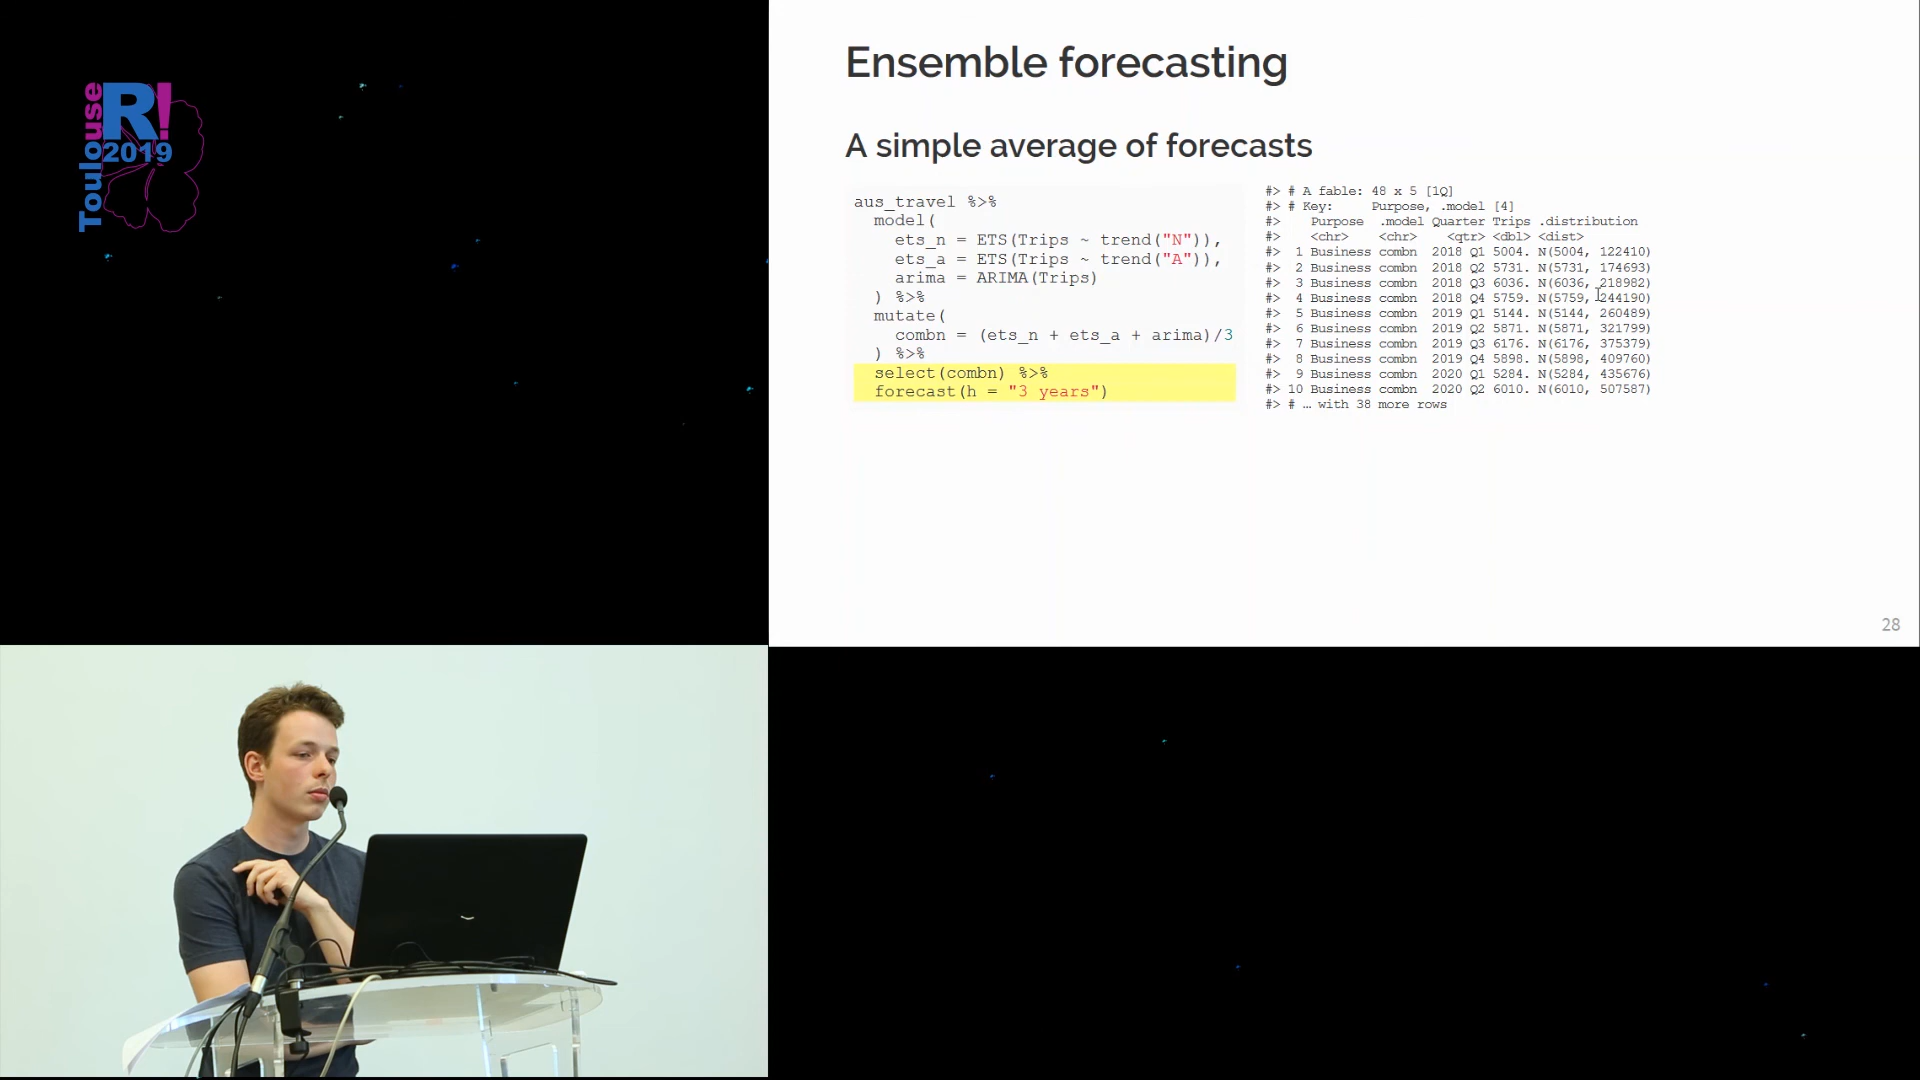 Toulouse
R!
2019
Ensemble forecasting
A simple average of forecasts
aus_travel %>%
model(
ets_n = ETS(Trips ~ trend("N")),
ets_a = ETS(Trips ~ trend("A")),
arima = ARIMA(Trips)
) %>%
mutate(
combn = (ets_n + ets_a + arima)/3
) %>%
select(combn) %>%
forecast(h = "3 years")
#> # A fable: 48 x 5 [1Q]
#> # Key: Purpose, .model [4]
#> Purpose .model Quarter Trips .distribution
#> <chr> <chr> <qtr> <dbl> <dist>
#> 1 Business combn 2018 Q1 5004. N(5004, 122410)
#> 2 Business combn 2018 Q2 5731. N(5731, 174693)
#> 3 Business combn 2018 Q3 6036. N(6036, 218982)
#> 4 Business combn 2018 Q4 5759. N(5759, 244190)
#> 5 Business combn 2019 Q1 5144. N(5144, 260489)
#> 6 Business combn 2019 Q2 5871. N(5871, 321799)
#> 7 Business combn 2019 Q3 6176. N(6176, 375379)
#> 8 Business combn 2019 Q4 5898. N(5898, 409760)
#> 9 Business combn 2020 Q1 5284. N(5284, 435676)
#> 10 Business combn 2020 Q2 6010. N(6010, 507587)
#> # … with 38 more rows
28